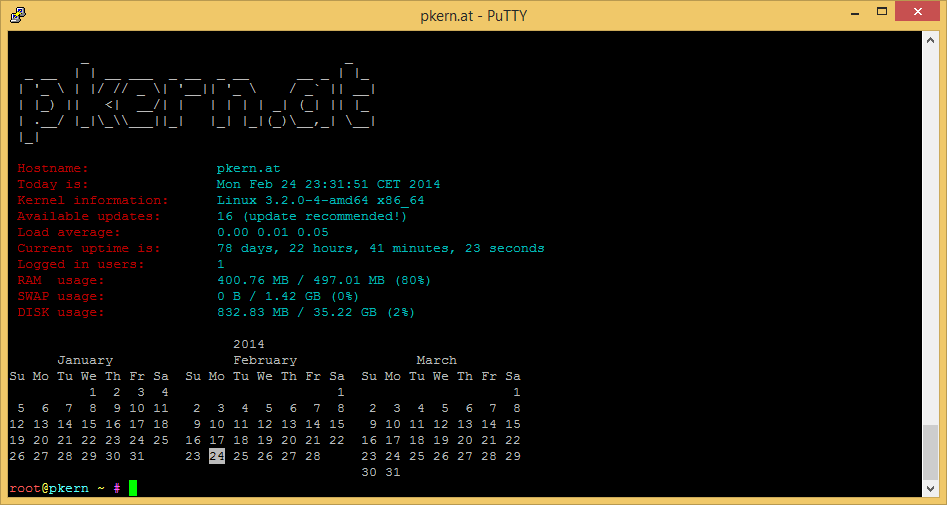 pkern.at - PuTTY
pkern.at
Hostname: pkern.at
Today is: Mon Feb 24 23:31:51 CET 2014
Kernel information: Linux 3.2.0-4-amd64 x86_64
Available updates: 16 (update recommended!)
Load average: 0.00 0.01 0.05
Current uptime is: 78 days, 22 hours, 41 minutes, 23 seconds
Logged in users: 1
RAM  usage: 400.76 MB / 497.01 MB (80%)
SWAP usage: 0 B / 1.42 GB (0%)
DISK usage: 832.83 MB / 35.22 GB (2%)
2014
January February March
Su Mo Tu We Th Fr Sa  Su Mo Tu We Th Fr Sa  Su Mo Tu We Th Fr Sa
          1  2  3  4                     1                     1
 5  6  7  8  9 10 11   2  3  4  5  6  7  8   2  3  4  5  6  7  8
12 13 14 15 16 17 18   9 10 11 12 13 14 15   9 10 11 12 13 14 15
19 20 21 22 23 24 25  16 17 18 19 20 21 22  16 17 18 19 20 21 22
26 27 28 29 30 31     23 24 25 26 27 28     23 24 25 26 27 28 29
                                            30 31
root@pkern ~ #